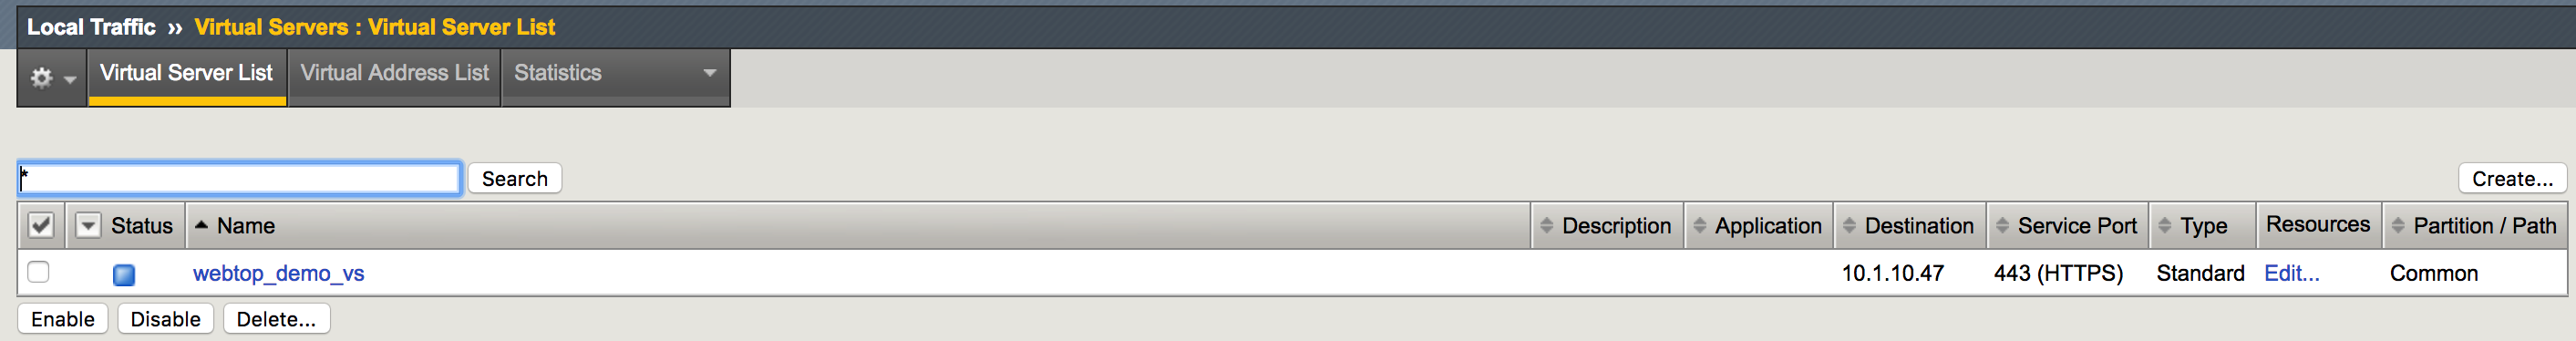 Local Traffic ›› Virtual Servers : Virtual Server List
Virtual Server List Virtual Address List Statistics
* Search Create...
Status Name Description Application Destination Service Port Type Resources Partition / Path
webtop_demo_vs 10.1.10.47 443 (HTTPS) Standard Edit... Common
Enable Disable Delete...